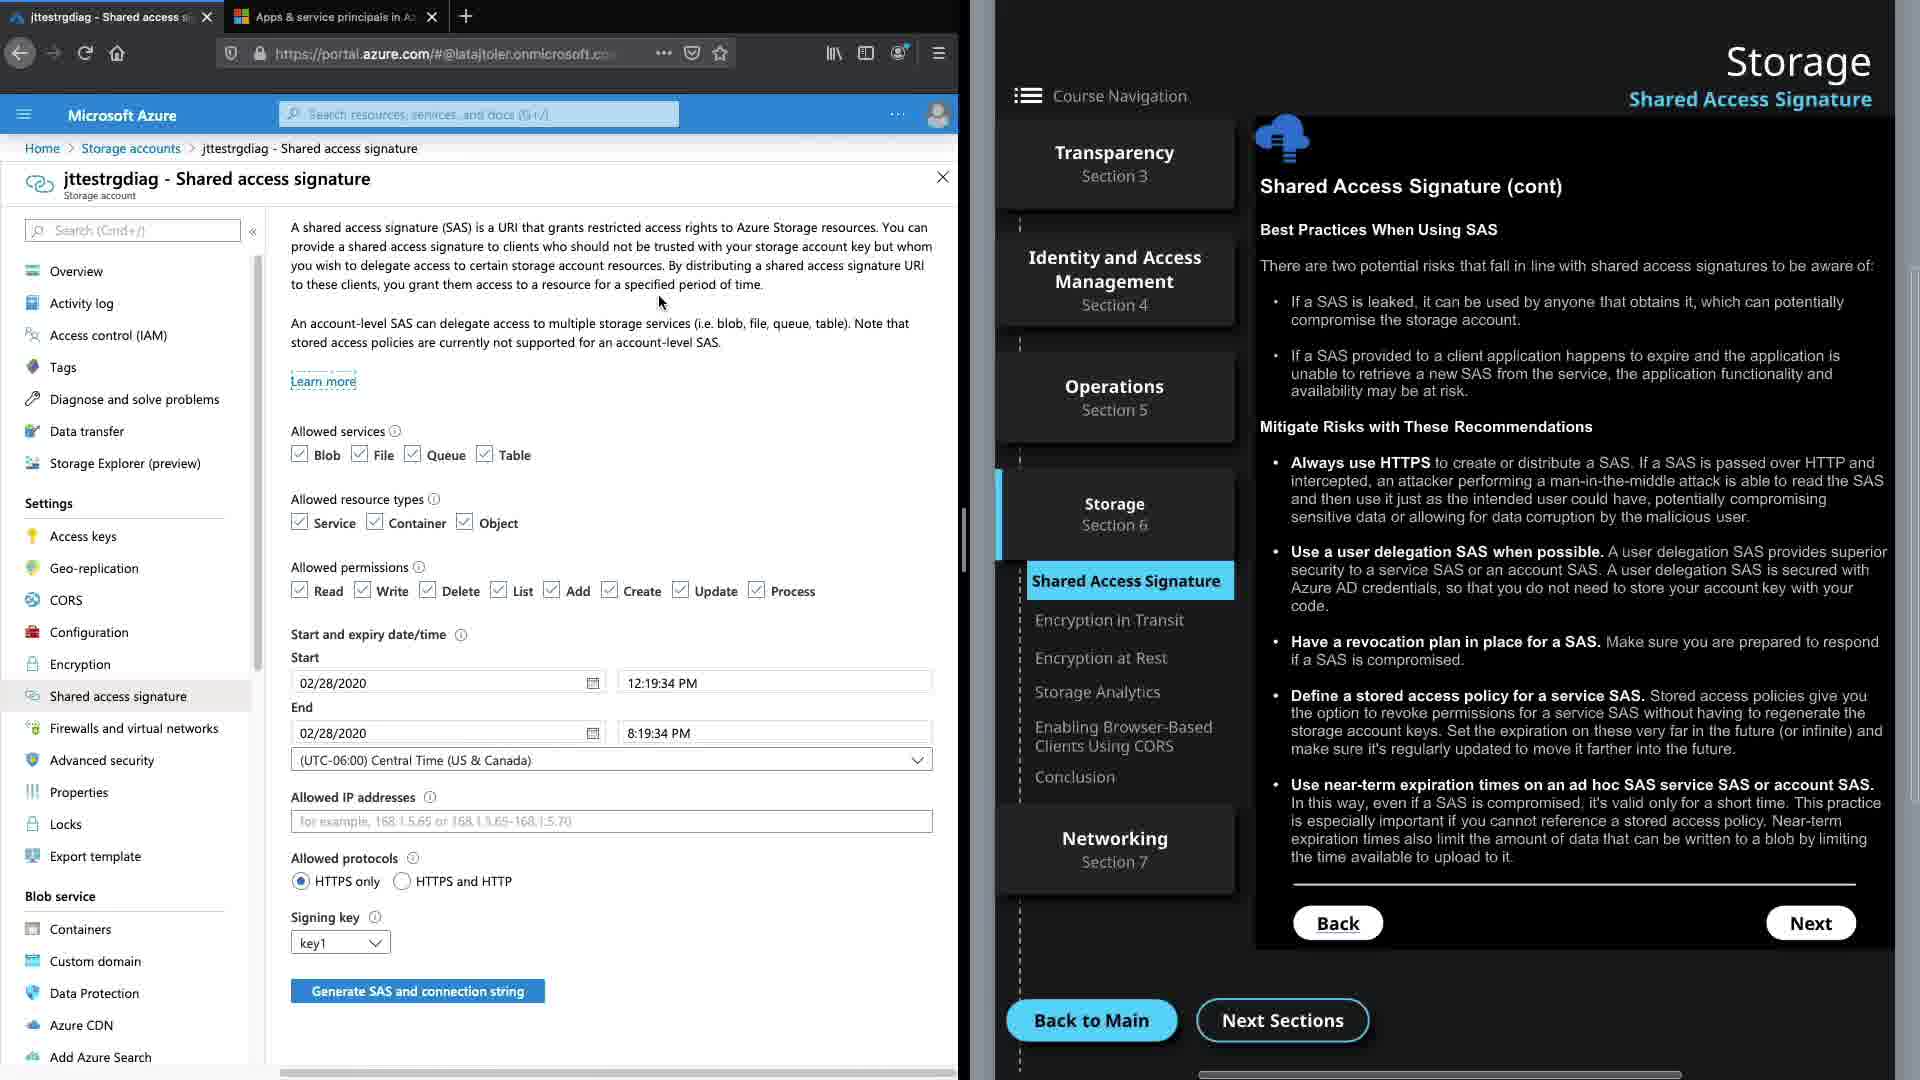 jttestrgdiag - Shared access si
Apps & service principals in Az
https://portal.azure.com/#@latajtoler.onmicrosoft.co
Microsoft Azure
Search resources, services, and docs (G+/)
Home > Storage accounts > jttestrgdiag - Shared access signature
jttestrgdiag - Shared access signature
Storage account
Search (Cmd+/)
Overview
Activity log
Access control (IAM)
Tags
Diagnose and solve problems
Data transfer
Storage Explorer (preview)
Settings
Access keys
Geo-replication
CORS
Configuration
Encryption
Shared access signature
Firewalls and virtual networks
Advanced security
Properties
Locks
Export template
Blob service
Containers
Custom domain
Data Protection
Azure CDN
Add Azure Search
A shared access signature (SAS) is a URI that grants restricted access rights to Azure Storage resources. You can
provide a shared access signature to clients who should not be trusted with your storage account key but whom
you wish to delegate access to certain storage account resources. By distributing a shared access signature URI
to these clients, you grant them access to a resource for a specified period of time.
An account-level SAS can delegate access to multiple storage services (i.e. blob, file, queue, table). Note that
stored access policies are currently not supported for an account-level SAS.
Learn more
Allowed services
Blob File Queue Table
Allowed resource types
Service Container Object
Allowed permissions
Read Write Delete List Add Create Update Process
Start and expiry date/time
Start
02/28/2020 12:19:34 PM
End
02/28/2020 8:19:34 PM
(UTC-06:00) Central Time (US & Canada)
Allowed IP addresses
for example, 168.1.5.65 or 168.1.5.65-168.1.5.70
Allowed protocols
HTTPS only HTTPS and HTTP
Signing key
key1
Generate SAS and connection string
Storage
Shared Access Signature
Course Navigation
Transparency
Section 3
Identity and Access
Management
Section 4
Operations
Section 5
Storage
Section 6
Shared Access Signature
Encryption in Transit
Encryption at Rest
Storage Analytics
Enabling Browser-Based
Clients Using CORS
Conclusion
Networking
Section 7
Back to Main
Next Sections
Shared Access Signature (cont)
Best Practices When Using SAS
There are two potential risks that fall in line with shared access signatures to be aware of:
• If a SAS is leaked, it can be used by anyone that obtains it, which can potentially
compromise the storage account.
• If a SAS provided to a client application happens to expire and the application is
unable to retrieve a new SAS from the service, the application functionality and
availability may be at risk.
Mitigate Risks with These Recommendations
• Always use HTTPS to create or distribute a SAS. If a SAS is passed over HTTP and
intercepted, an attacker performing a man-in-the-middle attack is able to read the SAS
and then use it just as the intended user could have, potentially compromising
sensitive data or allowing for data corruption by the malicious user.
• Use a user delegation SAS when possible. A user delegation SAS provides superior
security to a service SAS or an account SAS. A user delegation SAS is secured with
Azure AD credentials, so that you do not need to store your account key with your
code.
• Have a revocation plan in place for a SAS. Make sure you are prepared to respond
if a SAS is compromised.
• Define a stored access policy for a service SAS. Stored access policies give you
the option to revoke permissions for a service SAS without having to regenerate the
storage account keys. Set the expiration on these very far in the future (or infinite) and
make sure it's regularly updated to move it farther into the future.
• Use near-term expiration times on an ad hoc SAS service SAS or account SAS.
In this way, even if a SAS is compromised, it's valid only for a short time. This practice
is especially important if you cannot reference a stored access policy. Near-term
expiration times also limit the amount of data that can be written to a blob by limiting
the time available to upload to it.
Back
Next